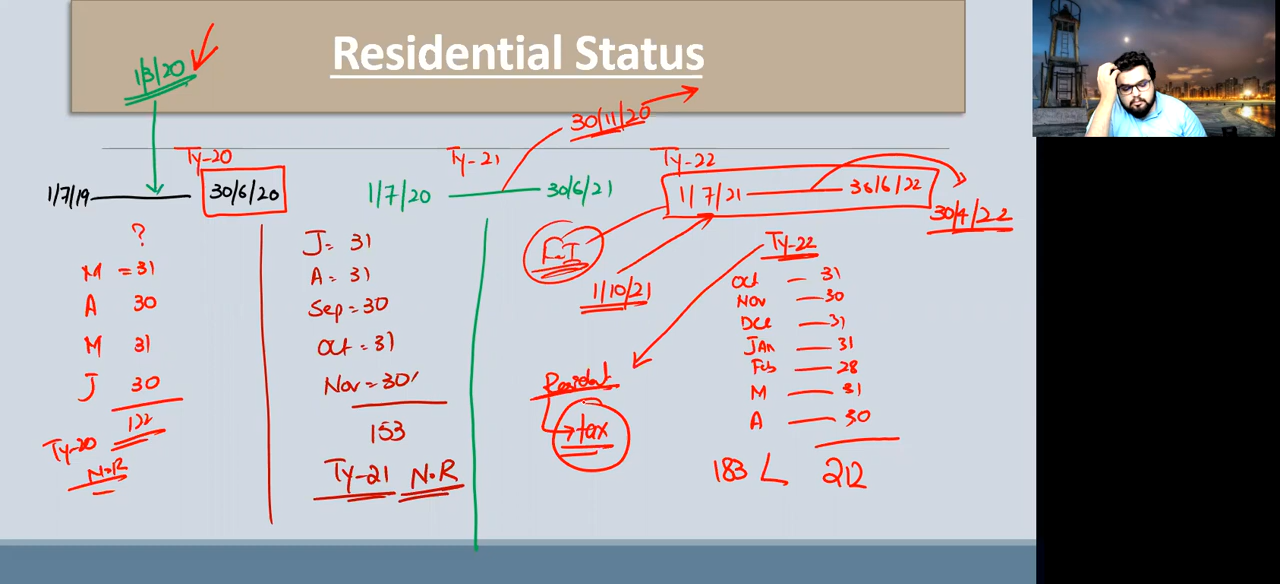 Residential Status
1/3/20
30/11/20
Ty-20
Ty-21
Ty-22
1/7/19
30/6/20
1/7/20
30/6/21
1/7/21
30/6/22
30/4/22
?
M = 31
A 30
M 31
J 30
122
Ty-20
N.R
J = 31
A = 31
Sep = 30
Oct = 31
Nov = 30
153
Ty-21 N.R
1/10/21
Resident
tax
Ty-22
Oct - 31
Nov - 30
Dec - 31
JAn - 31
Feb - 28
M - 31
A - 30
183 L 212